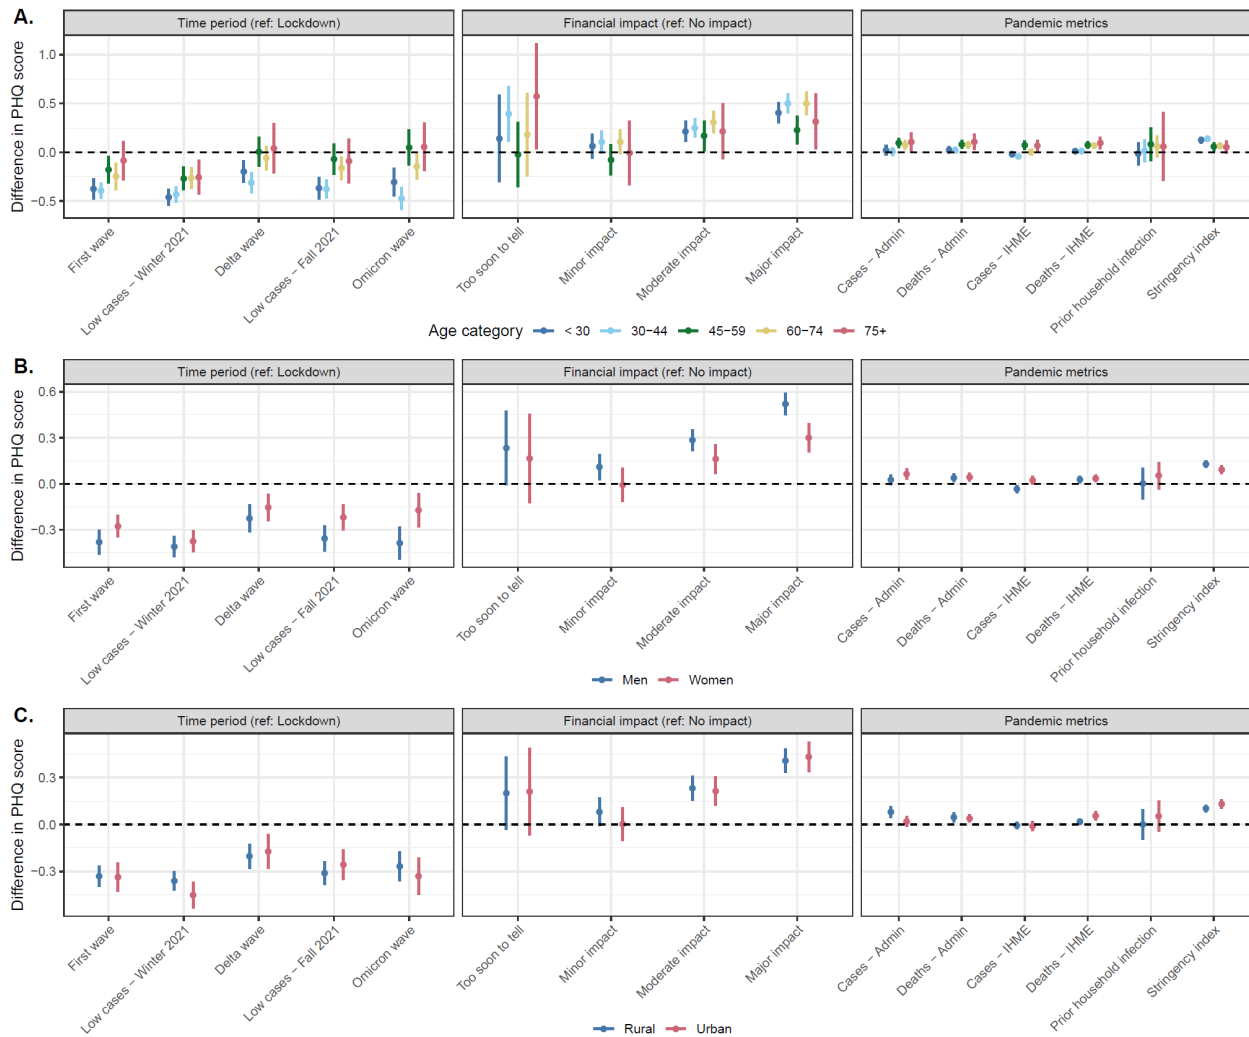 A.
Time period (ref: Lockdown)
Financial impact (ref: No impact)
Pandemic metrics
Difference in PHQ score
1.0
0.5
0.0
−0.5
First wave
Low cases − Winter 2021
Delta wave
Low cases − Fall 2021
Omicron wave
Too soon to tell
Minor impact
Moderate impact
Major impact
Cases − Admin
Deaths − Admin
Cases − IHME
Deaths − IHME
Prior household infection
Stringency index
Age category < 30 30−44 45−59 60−74 75+
B.
Time period (ref: Lockdown)
Financial impact (ref: No impact)
Pandemic metrics
Difference in PHQ score
0.6
0.3
0.0
−0.3
First wave
Low cases − Winter 2021
Delta wave
Low cases − Fall 2021
Omicron wave
Too soon to tell
Minor impact
Moderate impact
Major impact
Cases − Admin
Deaths − Admin
Cases − IHME
Deaths − IHME
Prior household infection
Stringency index
Men Women
C.
Time period (ref: Lockdown)
Financial impact (ref: No impact)
Pandemic metrics
Difference in PHQ score
0.3
0.0
−0.3
First wave
Low cases − Winter 2021
Delta wave
Low cases − Fall 2021
Omicron wave
Too soon to tell
Minor impact
Moderate impact
Major impact
Cases − Admin
Deaths − Admin
Cases − IHME
Deaths − IHME
Prior household infection
Stringency index
Rural Urban